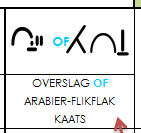 OF
OVERSLAG OF
ARABIER-FLIKFLAK
KAATS